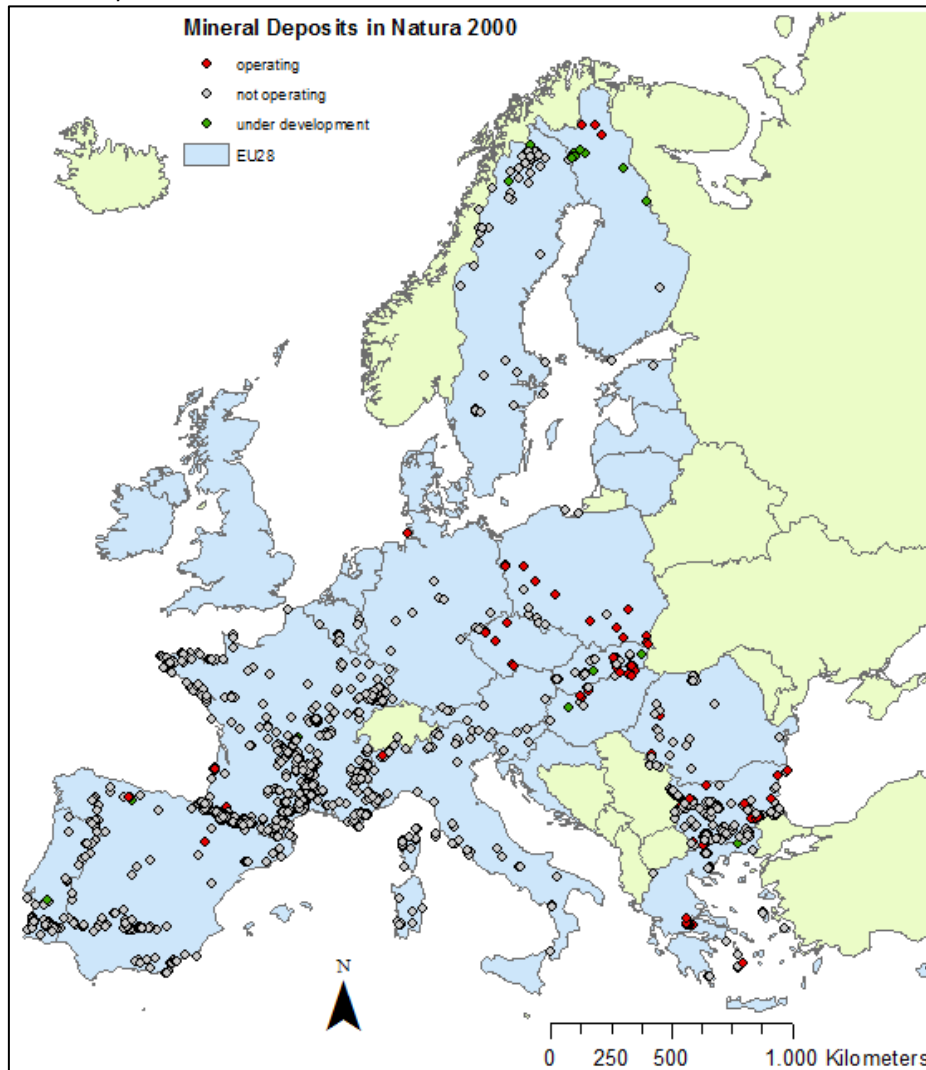 Mineral Deposits in Natura 2000
operating
not operating
under development
EU28
N
0 250 500 1.000 Kilometers